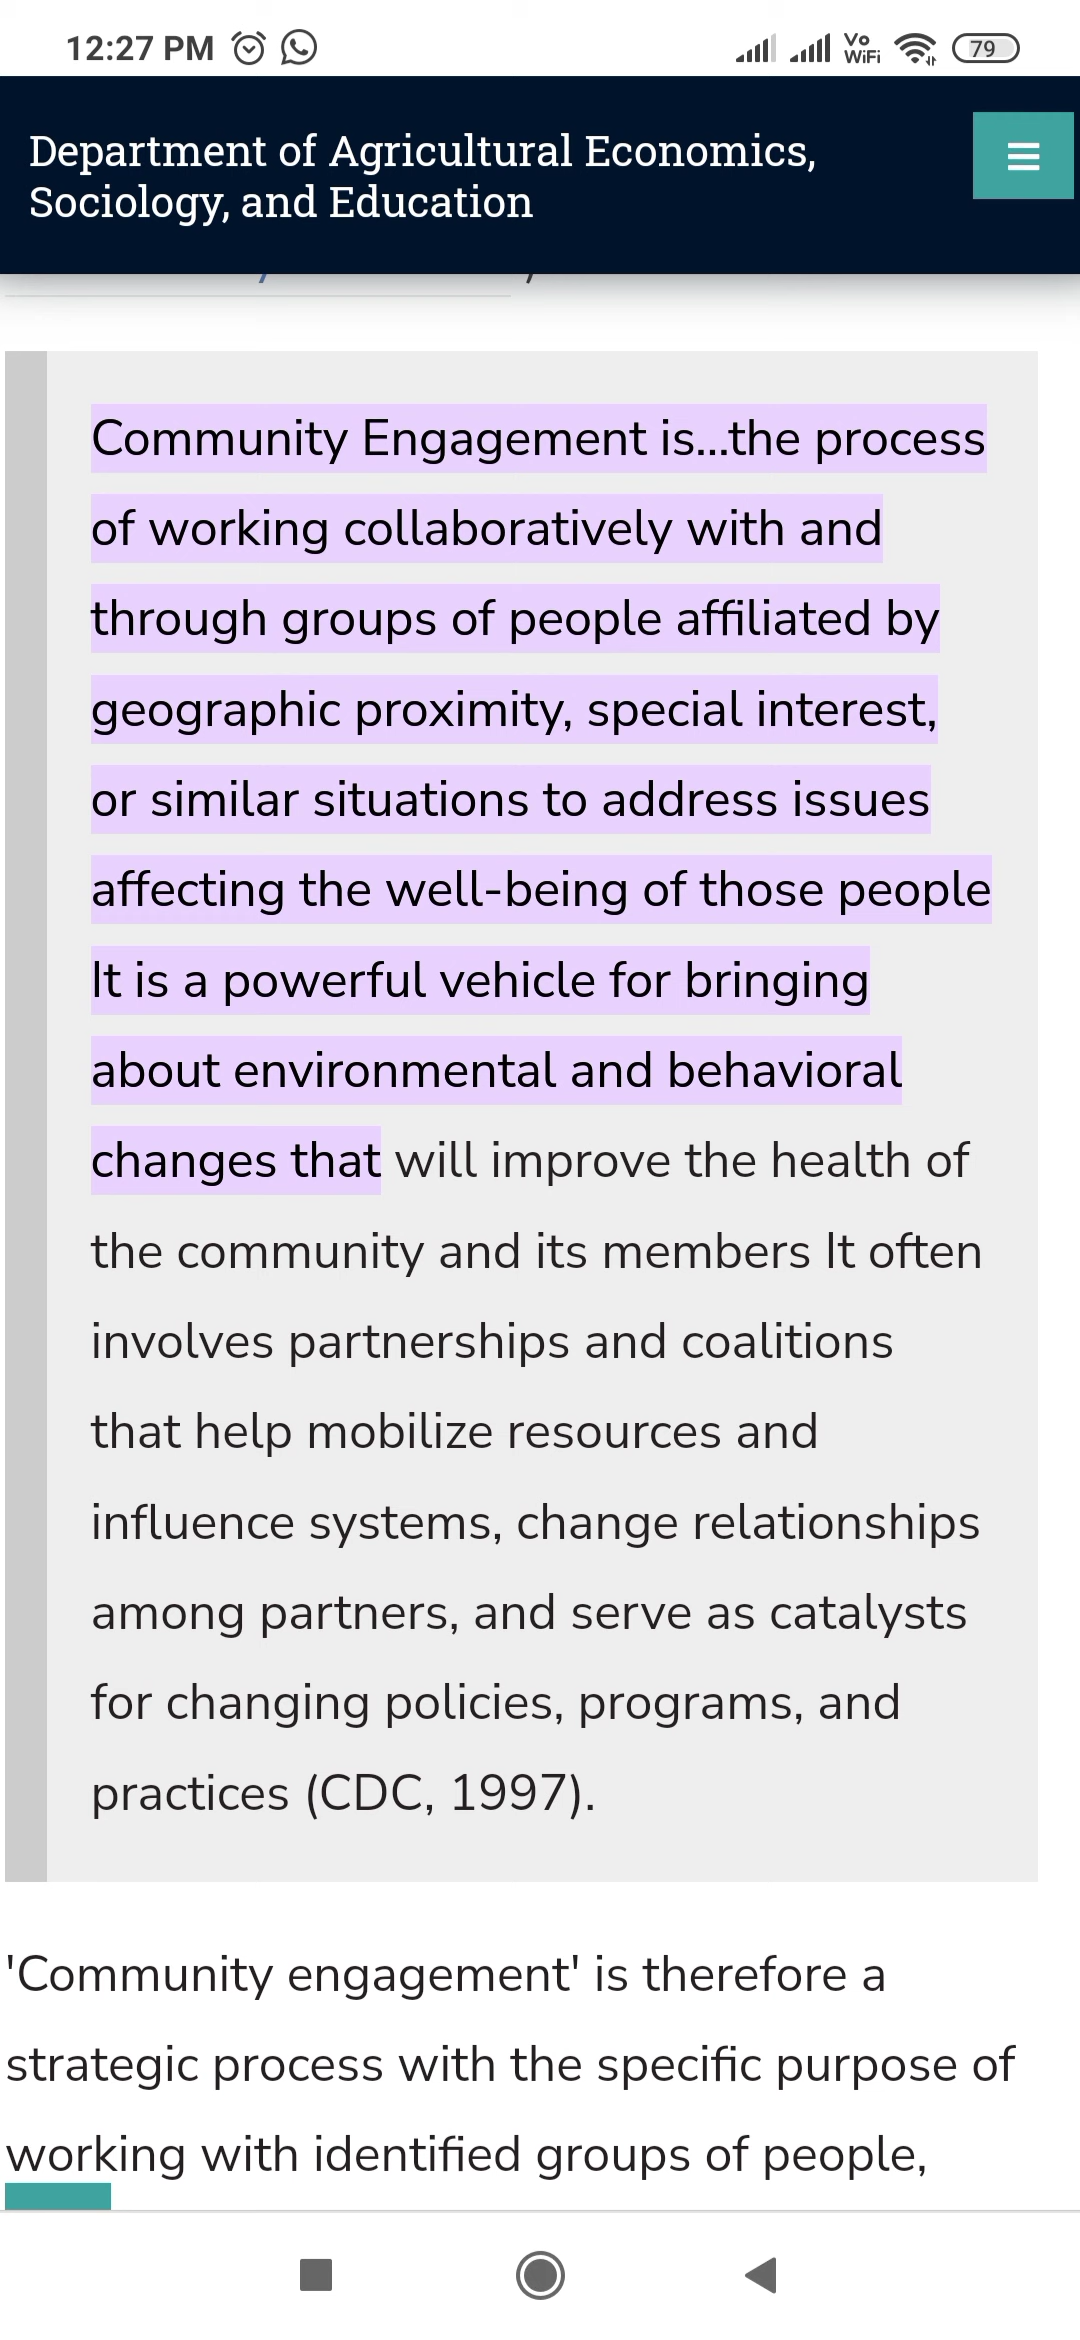 12:27 PM
Vo
WiFi
79
Department of Agricultural Economics,
Sociology, and Education
Community Engagement is...the process
of working collaboratively with and
through groups of people affiliated by
geographic proximity, special interest,
or similar situations to address issues
affecting the well-being of those people
It is a powerful vehicle for bringing
about environmental and behavioral
changes that will improve the health of
the community and its members It often
involves partnerships and coalitions
that help mobilize resources and
influence systems, change relationships
among partners, and serve as catalysts
for changing policies, programs, and
practices (CDC, 1997).
'Community engagement' is therefore a
strategic process with the specific purpose of
working with identified groups of people,